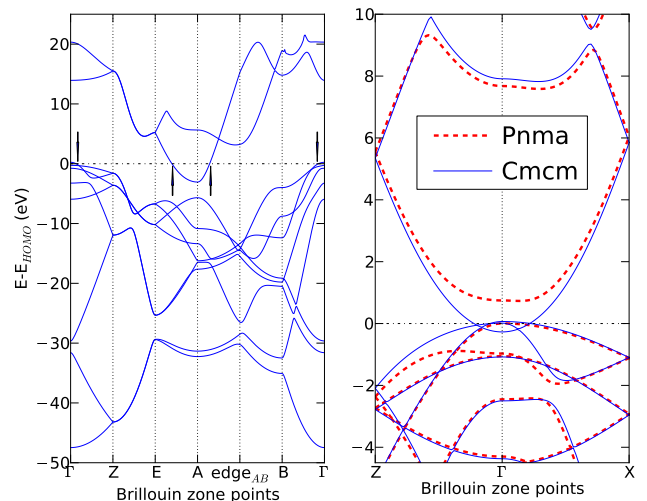 E-E_HOMO (eV)
20
10
0
−10
−20
−30
−40
−50
Γ Z E A edge_AB B Γ
Brillouin zone points
10
8
6
4
2
0
−2
−4
Pnma
Cmcm
Z Γ X
Brillouin zone points